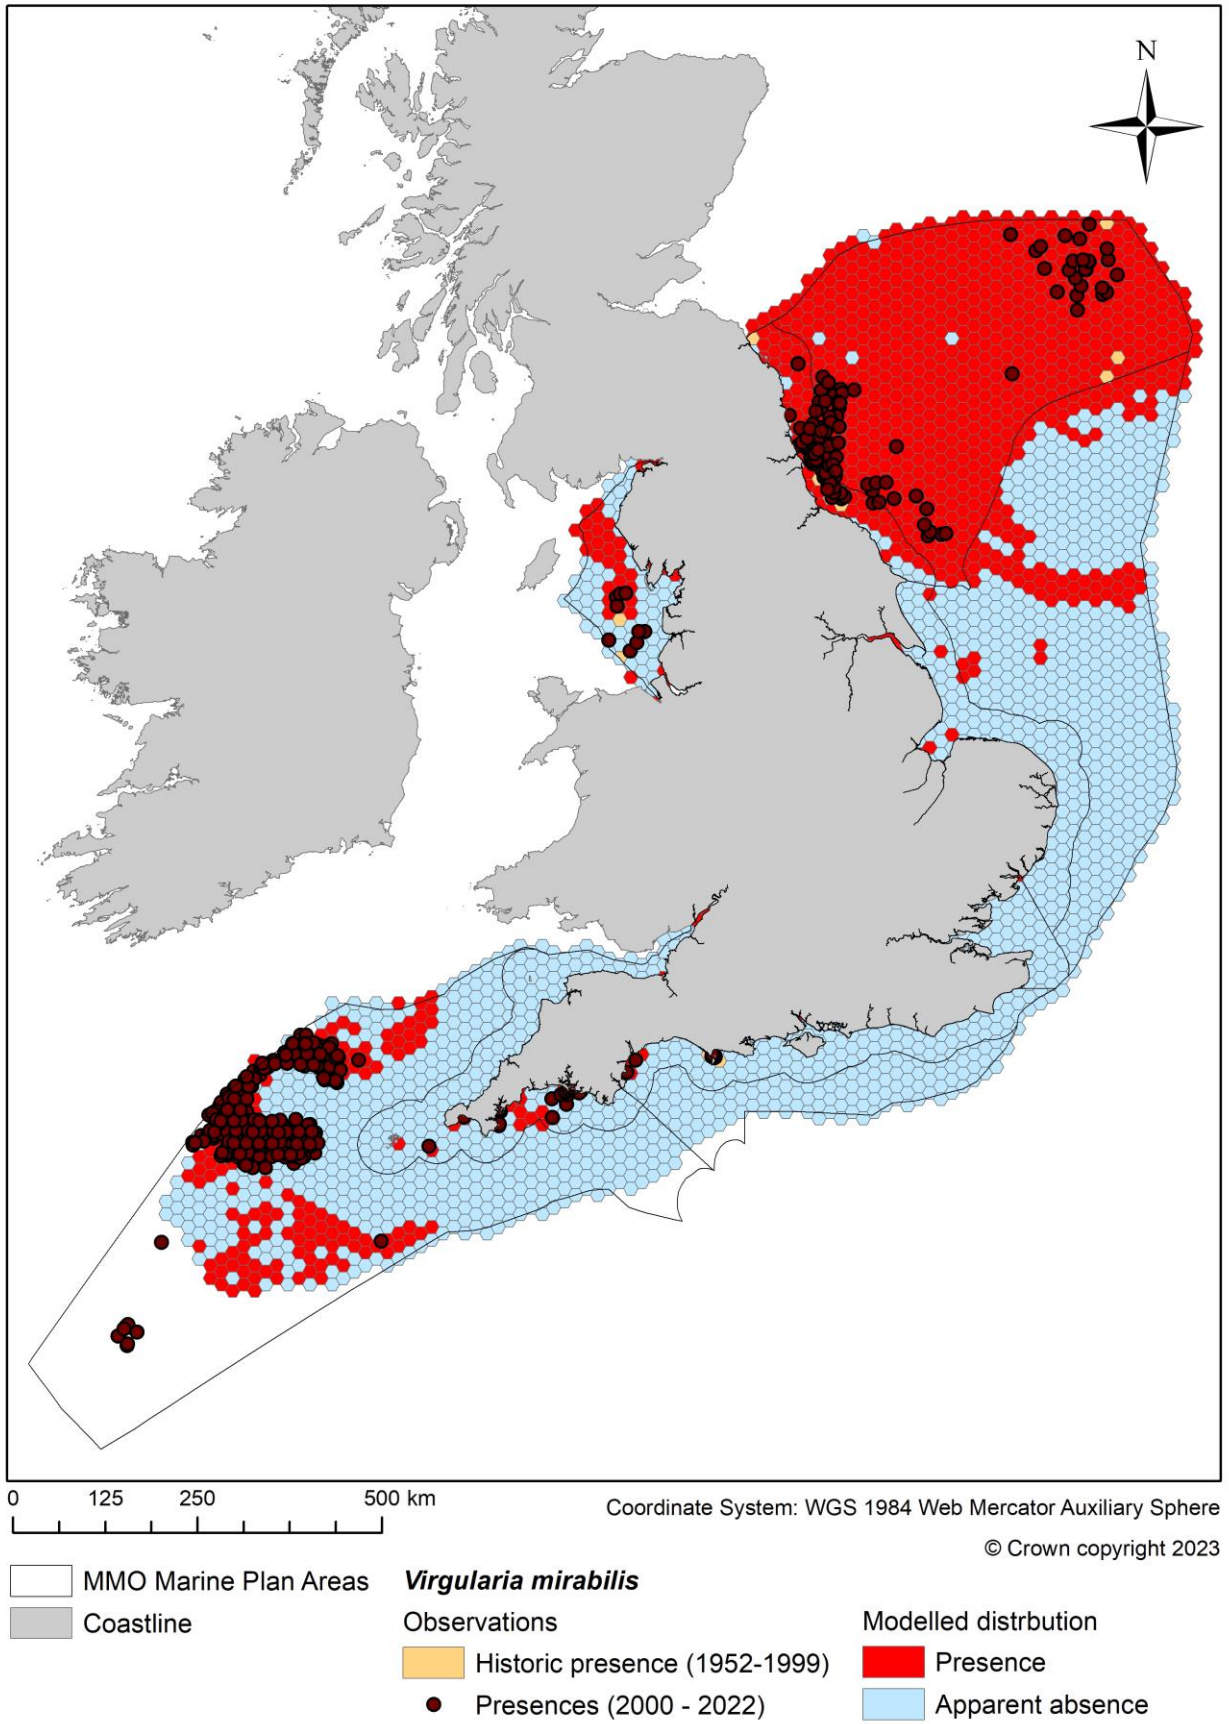 N
0 125 250 500 km
Coordinate System: WGS 1984 Web Mercator Auxiliary Sphere
© Crown copyright 2023
MMO Marine Plan Areas
Coastline
Virgularia mirabilis
Observations
Historic presence (1952-1999)
Presences (2000 - 2022)
Modelled distrbution
Presence
Apparent absence